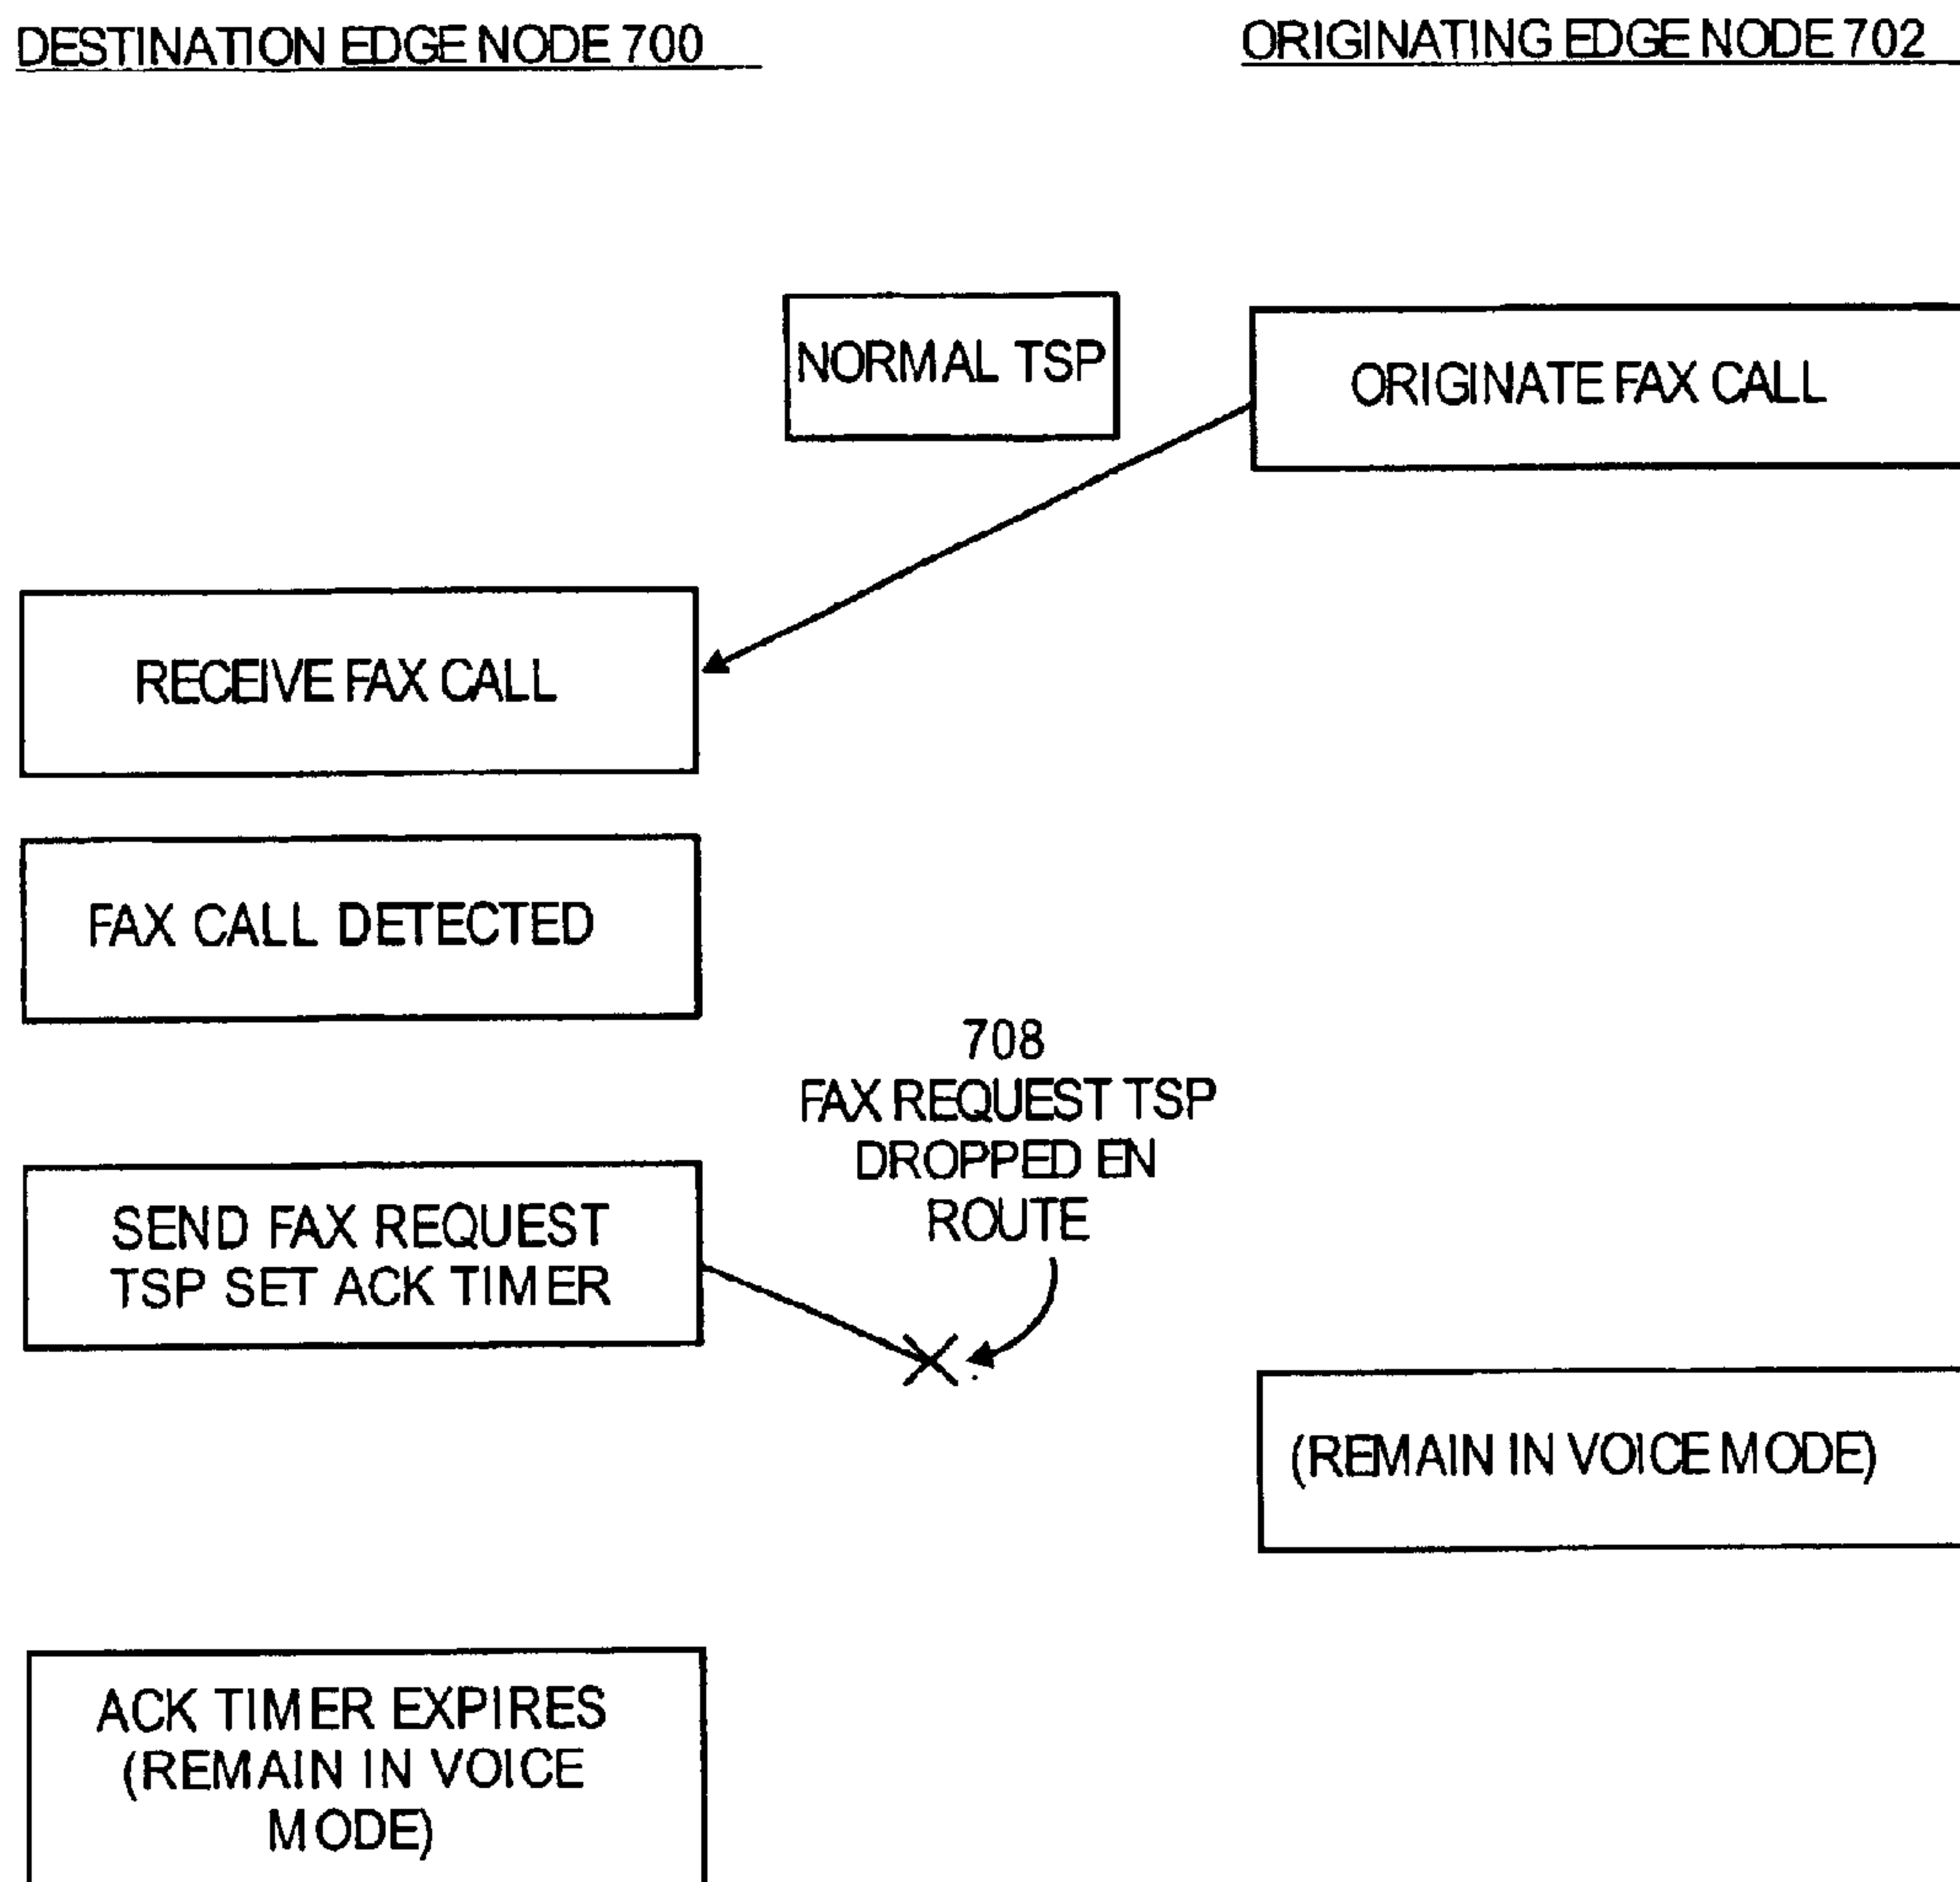 DESTINATION EDGE NODE 700
ORIGINATING EDGE NODE 702
NORMAL TSP
ORIGINATE FAX CALL
RECEIVE FAX CALL
FAX CALL DETECTED
708
FAX REQUEST TSP
DROPPED EN
ROUTE
SEND FAX REQUEST
TSP SET ACK TIMER
(REMAIN IN VOICE MODE)
ACK TIMER EXPIRES
(REMAIN IN VOICE
MODE)